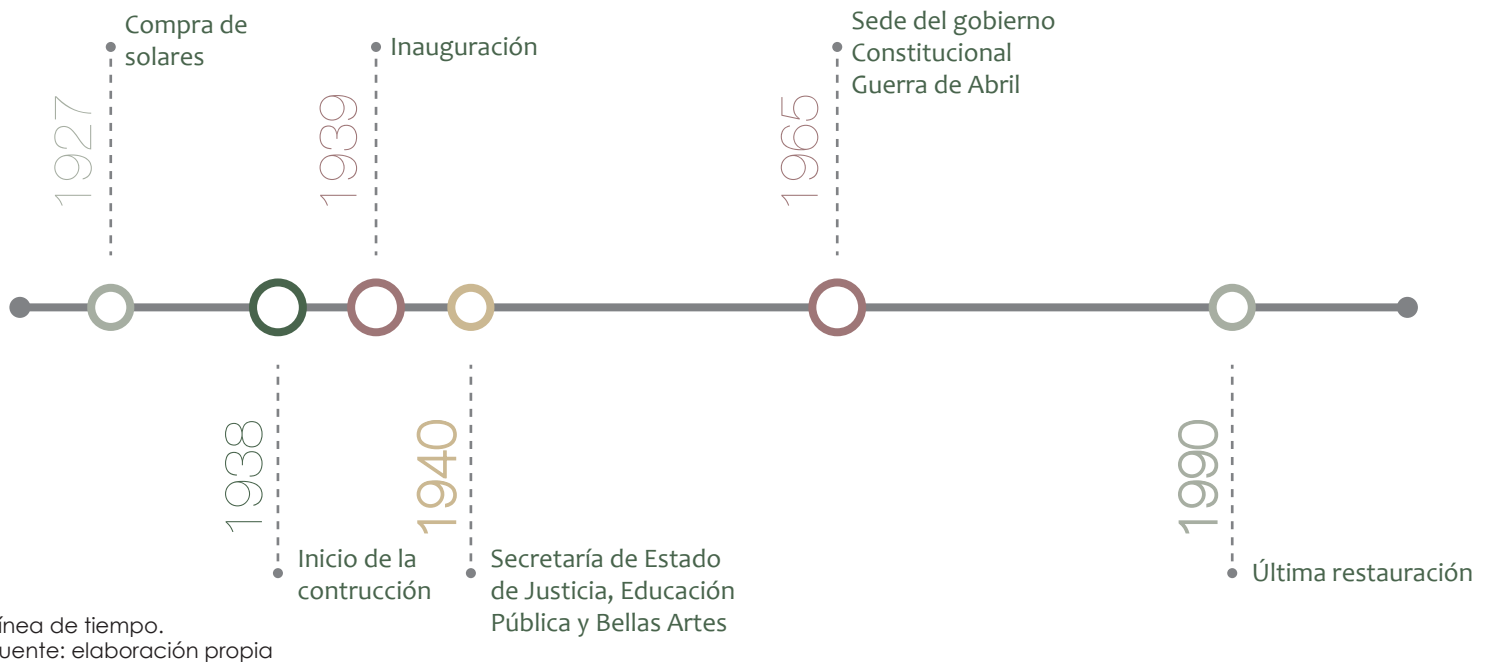 1927
Compra de
solares
1938
Inicio de la
contrucción
1939
Inauguración
1940
Secretaría de Estado
de Justicia, Educación
Pública y Bellas Artes
1965
Sede del gobierno
Constitucional
Guerra de Abril
1990
Última restauración
ínea de tiempo.
uente: elaboración propia